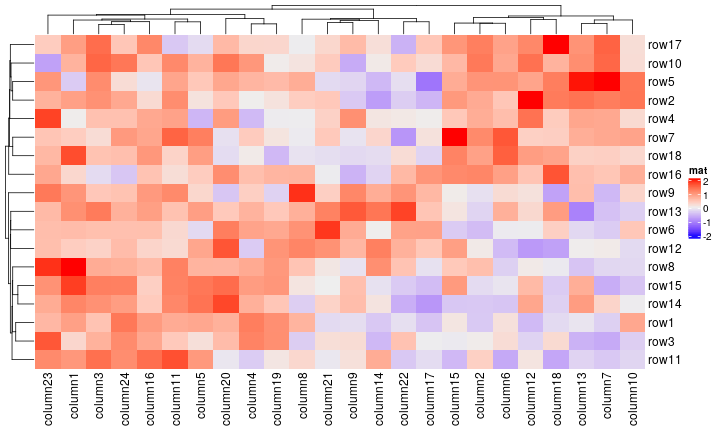 row17
row10
row5
row2
row4
row7
row18
row16
row9
row13
row6
row12
row8
row15
row14
row1
row3
row11
mat
2
1
0
-1
-2
column23
column1
column3
column24
column16
column11
column5
column20
column4
column19
column8
column21
column9
column14
column22
column17
column15
column2
column6
column12
column18
column13
column7
column10